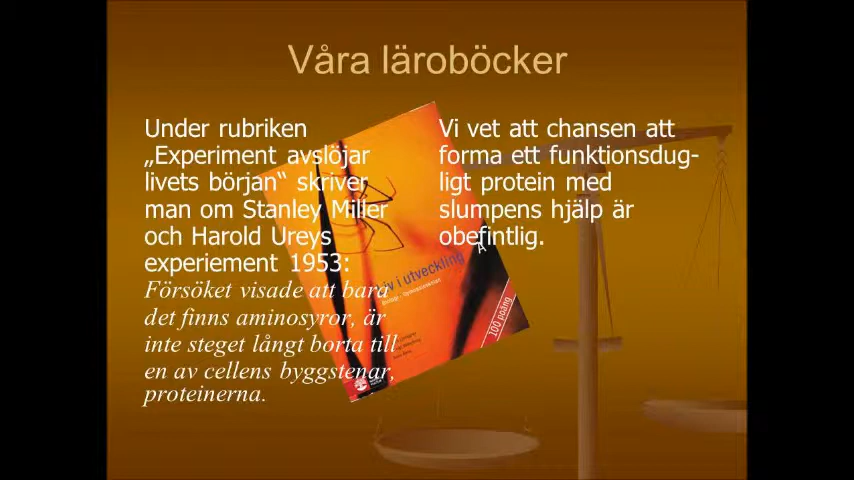 Våra läroböcker
Under rubriken
„Experiment avslöjar
livets början“ skriver
man om Stanley Miller
och Harold Ureys
experiement 1953:
Försöket visade att bara
det finns aminosyror, är
inte steget långt borta till
en av cellens byggstenar,
proteinerna.
Vi vet att chansen att
forma ett funktionsdug-
ligt protein med
slumpens hjälp är
obefintlig.
Liv i utveckling
A
100 poäng